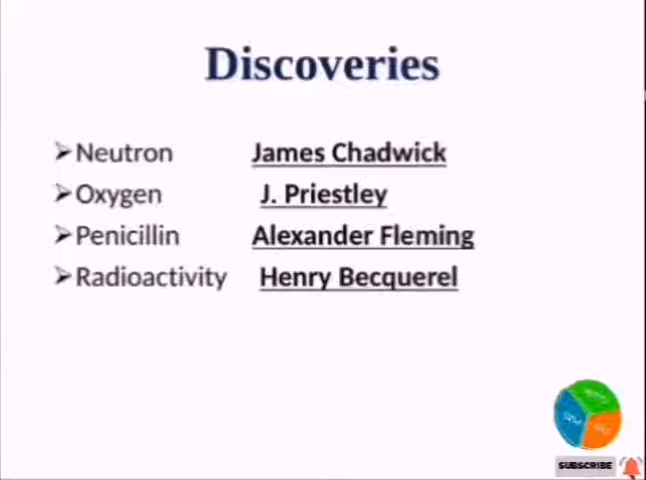 Discoveries
➢Neutron James Chadwick
➢Oxygen J. Priestley
➢Penicillin Alexander Fleming
➢Radioactivity Henry Becquerel
SUBSCRIBE